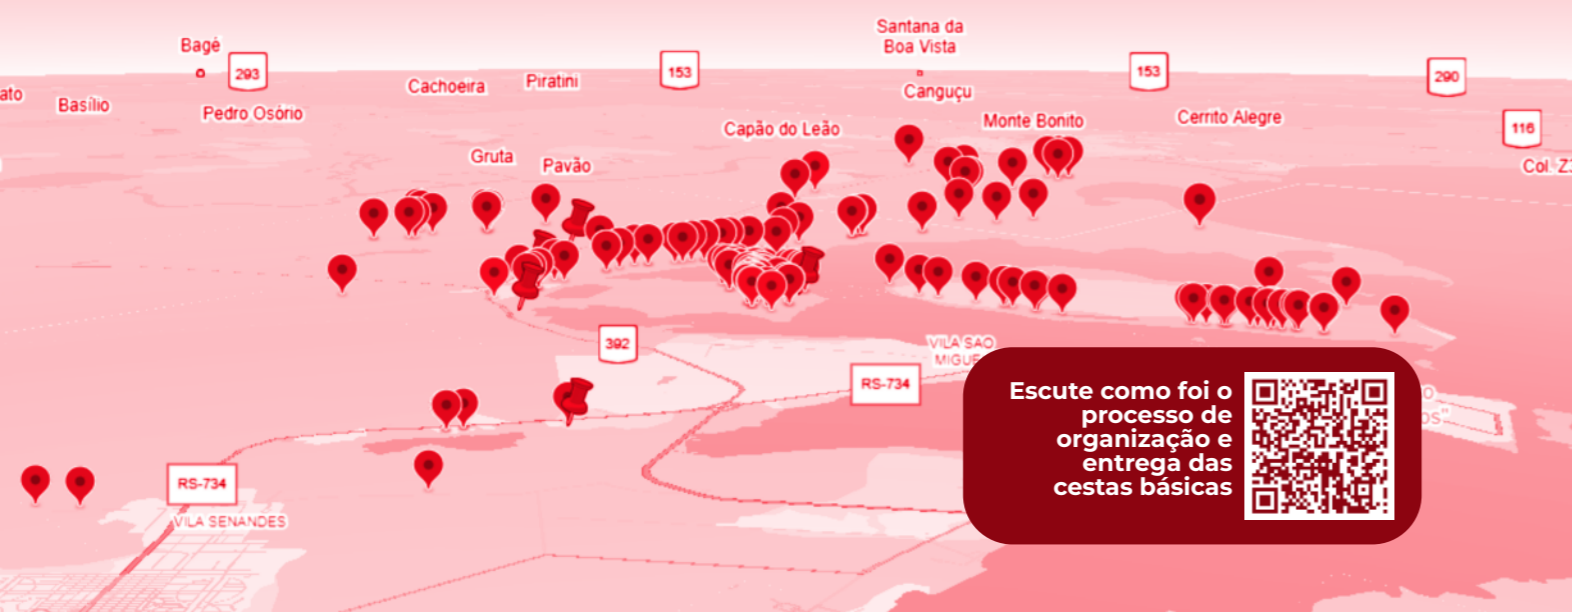 Santana da
Boa Vista
Bagé
293
153
153
290
Cachoeira
Piratini
Canguçu
Basílio
Pedro Osório
Capão do Leão
Monte Bonito
Cerrito Alegre
116
Gruta
Pavão
392
VILA SAO
RS-734
Escute como foi o
processo de
organização e
entrega das
cestas básicas
RS-734
VILA SENANDES